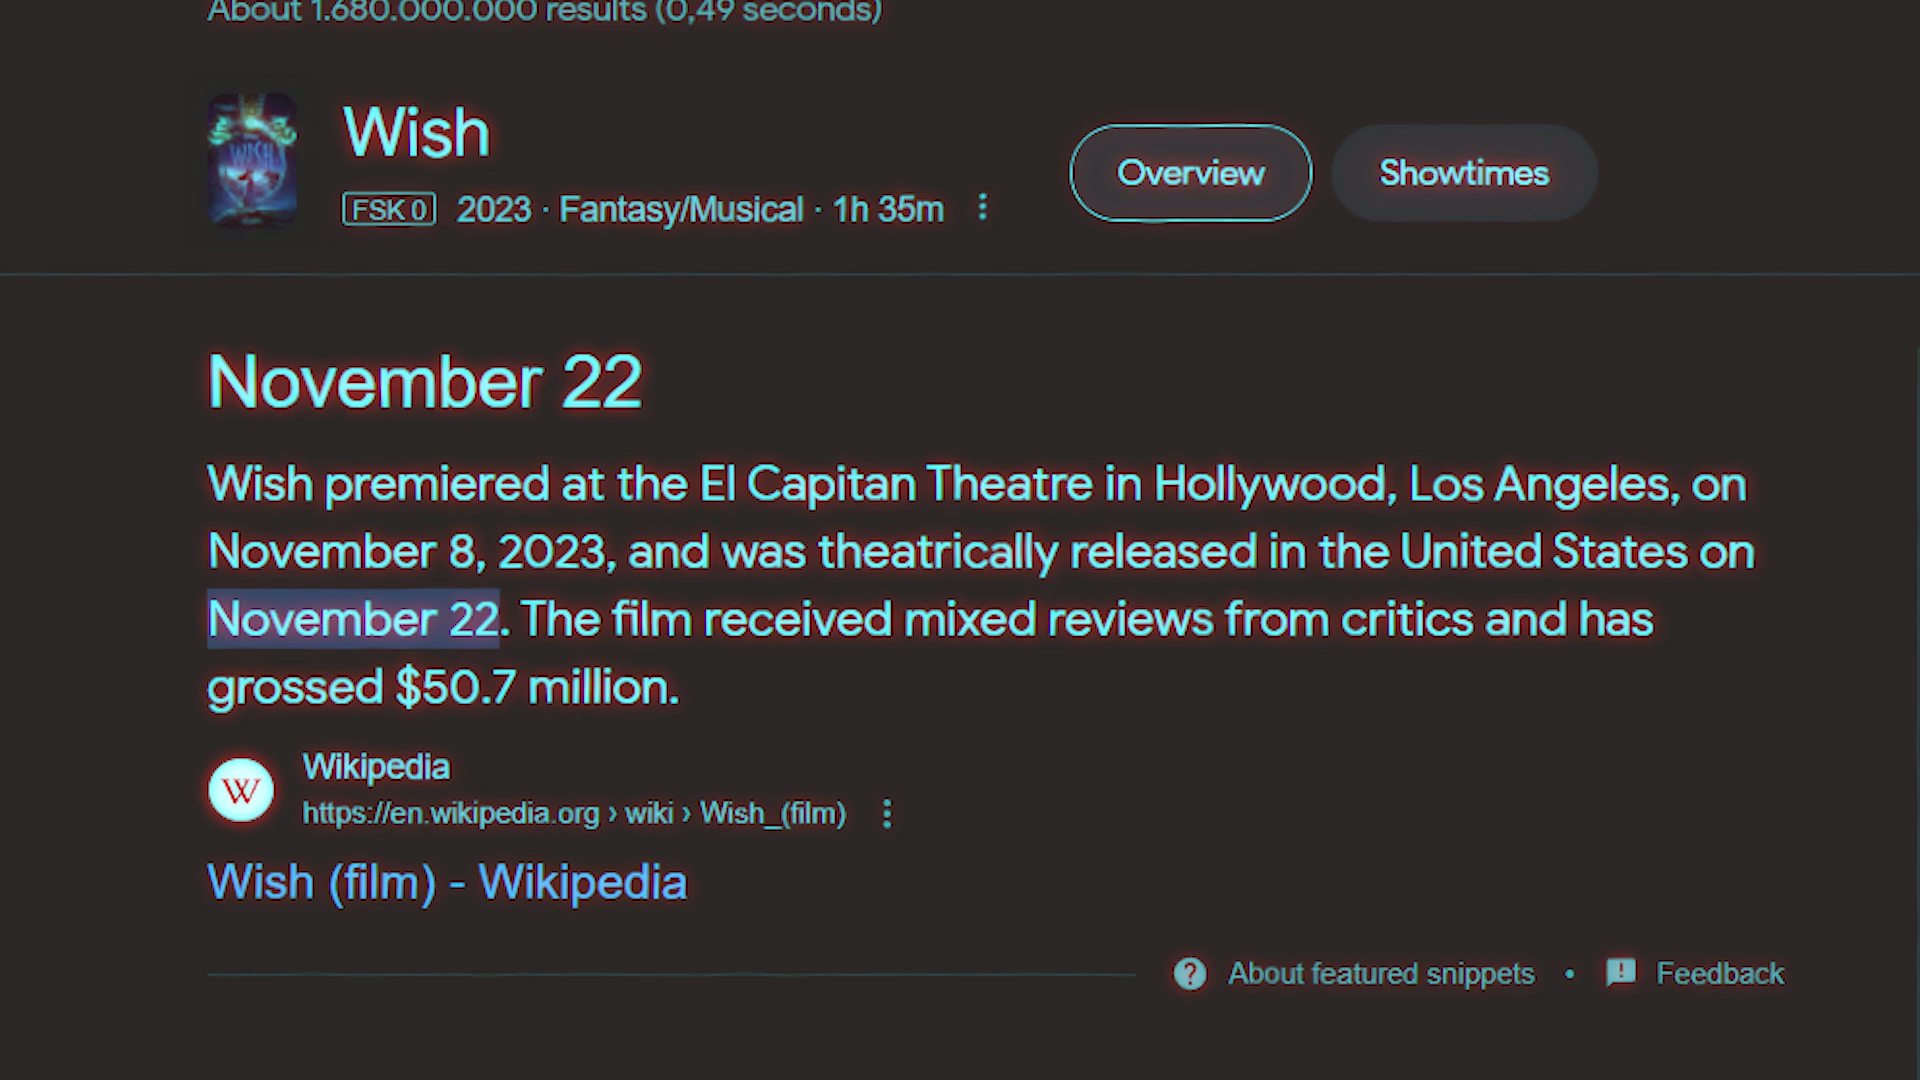 About 1.680.000.000 results (0,49 seconds)
WISH
Wish
FSK 0 2023 · Fantasy/Musical · 1h 35m
Overview
Showtimes
November 22
Wish premiered at the El Capitan Theatre in Hollywood, Los Angeles, on
November 8, 2023, and was theatrically released in the United States on
November 22. The film received mixed reviews from critics and has
grossed $50.7 million.
W
Wikipedia
https://en.wikipedia.org › wiki › Wish_(film)
Wish (film) - Wikipedia
? About featured snippets • ! Feedback